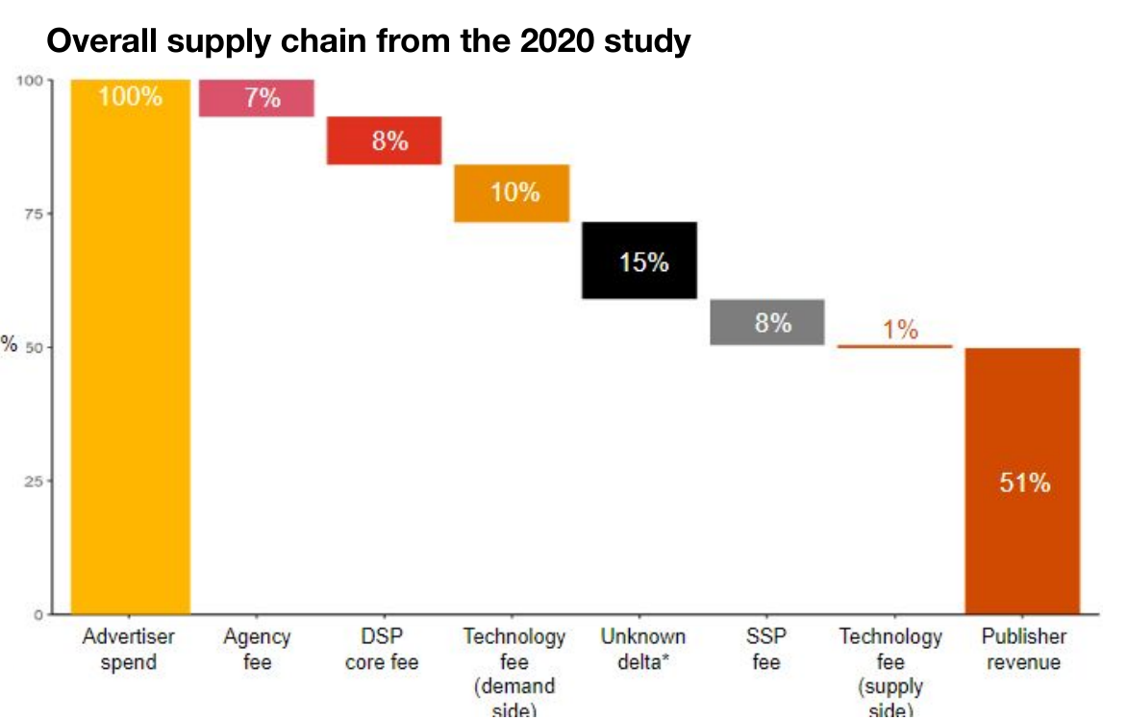 Overall supply chain from the 2020 study
100
75
% 50
25
0
100%
7%
8%
10%
15%
8%
1%
51%
Advertiser
spend
Agency
fee
DSP
core fee
Technology
fee
(demand
side)
Unknown
delta*
SSP
fee
Technology
fee
(supply
side)
Publisher
revenue